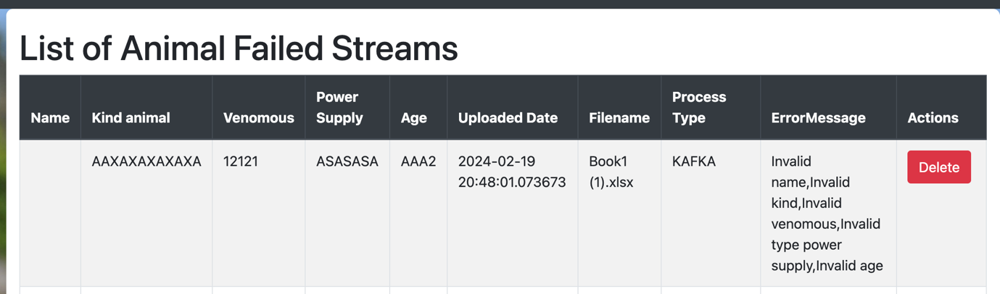 List of Animal Failed Streams
Name Kind animal Venomous Power Supply Age Uploaded Date Filename Process Type ErrorMessage Actions
AAXAXAXAXAXA 12121 ASASASA AAA2 2024-02-19 Book1 KAFKA Invalid Delete
20:48:01.073673 (1).xlsx name,Invalid
kind,Invalid
venomous,Invalid
type power
supply,Invalid age